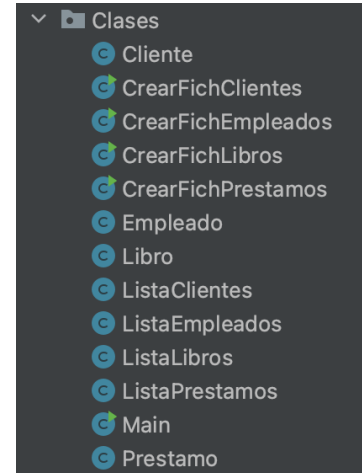 Clases
Cliente
CrearFichClientes
CrearFichEmpleados
CrearFichLibros
CrearFichPrestamos
Empleado
Libro
ListaClientes
ListaEmpleados
ListaLibros
ListaPrestamos
Main
Prestamo